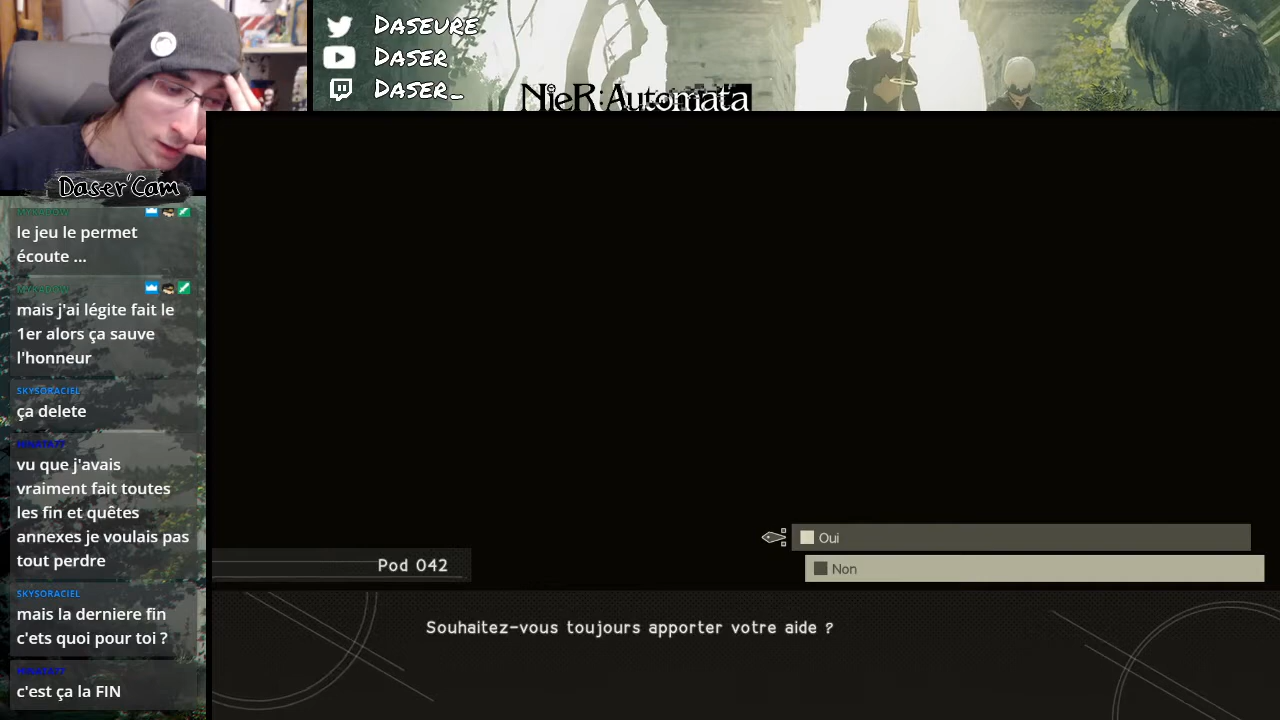 Daseure
Daser
Daser_
NieR:Automata
Daser'Cam
MYKADOW
le jeu le permet
écoute ...
MYKADOW
mais j'ai légite fait le
1er alors ça sauve
l'honneur
SKYSORACIEL
ça delete
vu que j'avais
vraiment fait toutes
les fin et quêtes
annexes je voulais pas
tout perdre
SKYSORACIEL
mais la derniere fin
c'ets quoi pour toi ?
c'est ça la FIN
Oui
Non
Pod 042
Souhaitez-vous toujours apporter votre aide ?